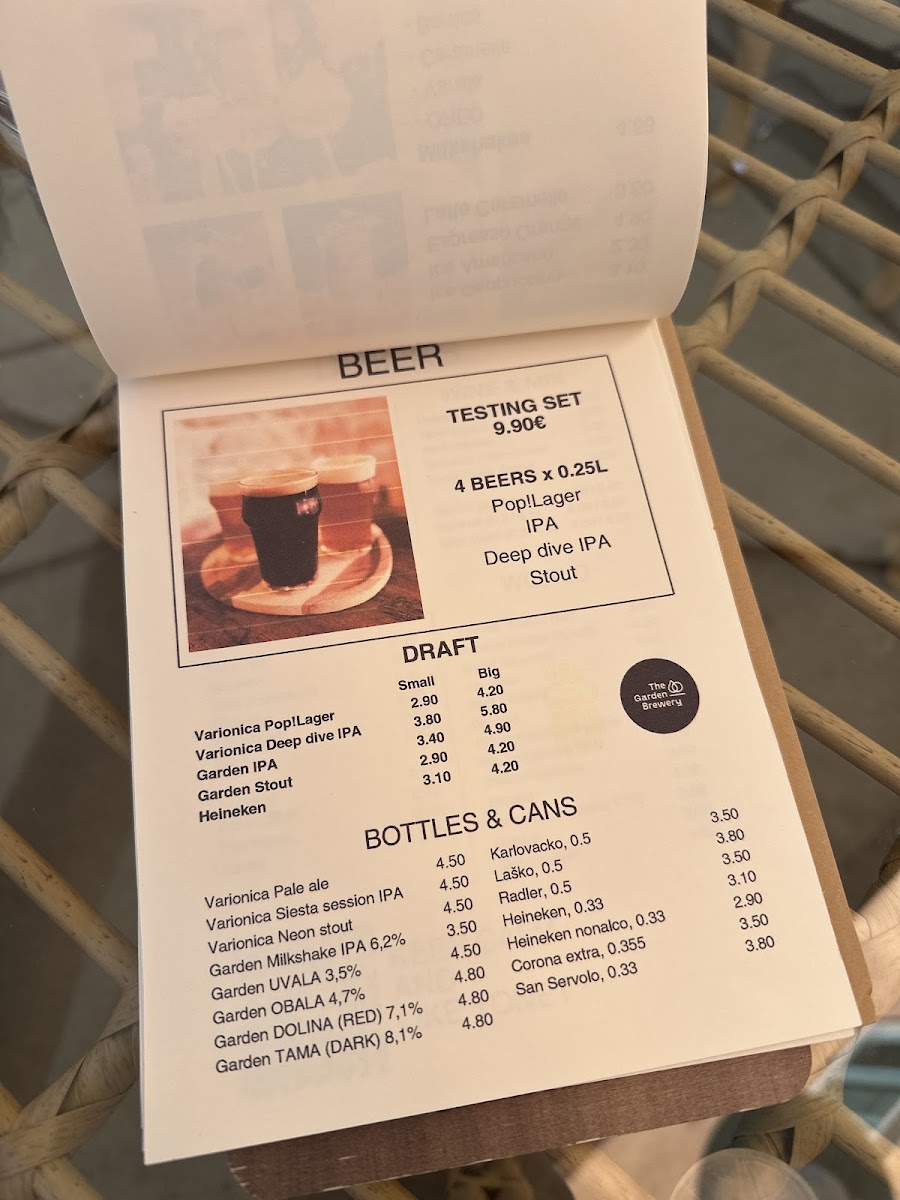 BEER
TESTING SET
9.90€
4 BEERS x 0.25L
Pop!Lager
IPA
Deep dive IPA
Stout
DRAFT
Small Big
Varionica Pop!Lager 2.90 4.20
Varionica Deep dive IPA 3.80 5.80
Garden IPA 3.40 4.90
Garden Stout 2.90 4.20
Heineken 3.10 4.20
The
Garden
Brewery
BOTTLES & CANS
Varionica Pale ale 4.50
Varionica Siesta session IPA 4.50
Varionica Neon stout 4.50
Garden Milkshake IPA 6,2% 3.50
Garden UVALA 3,5% 4.50
Garden OBALA 4,7% 4.80
Garden DOLINA (RED) 7,1% 4.80
Garden TAMA (DARK) 8,1% 4.80
Karlovacko, 0.5 3.50
Laško, 0.5 3.80
Radler, 0.5 3.50
Heineken, 0.33 3.10
Heineken nonalco, 0.33 2.90
Corona extra, 0.355 3.50
San Servolo, 0.33 3.80